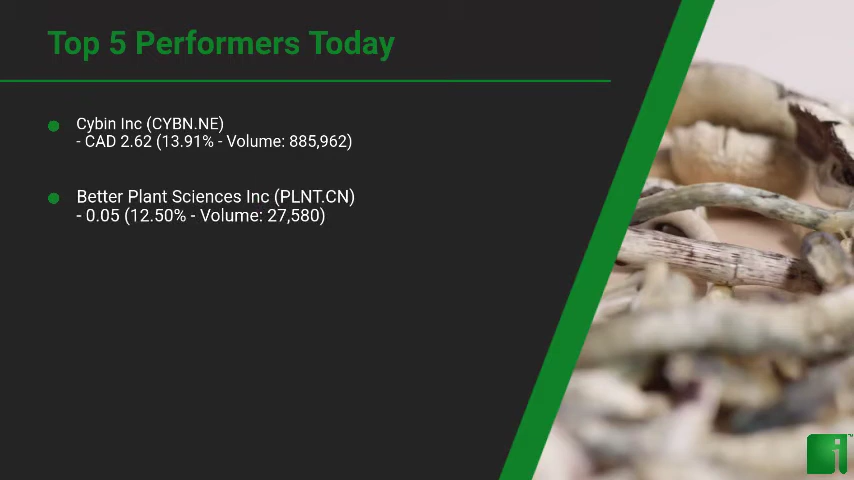 Top 5 Performers Today
Cybin Inc (CYBN.NE)
- CAD 2.62 (13.91% - Volume: 885,962)
Better Plant Sciences Inc (PLNT.CN)
- 0.05 (12.50% - Volume: 27,580)
i